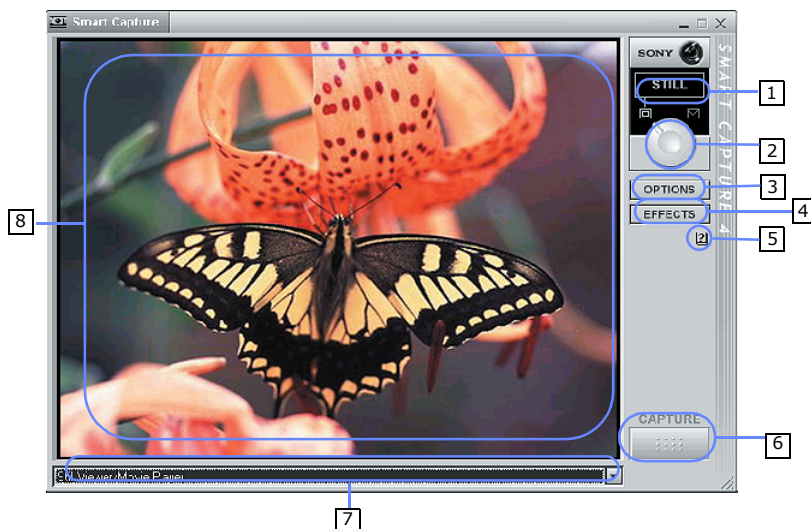 Smart Capture
SONY
STILL
1
2
OPTIONS
3
EFFECTS
4
5
?
SMART CAPTURE 4
8
CAPTURE
6
Still Viewer/Movie Player
7